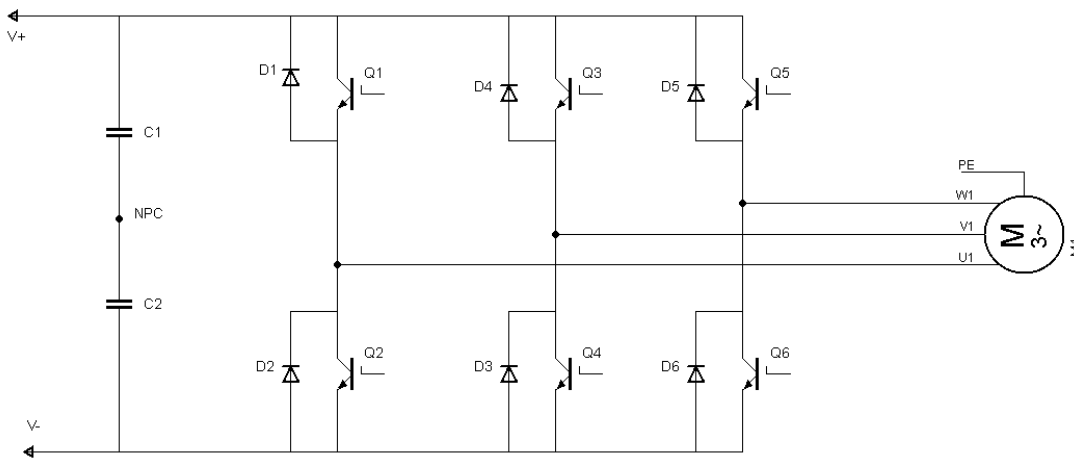 V+
D1
Q1
D4
Q3
D5
Q5
C1
PE
W1
NPC
V1
M
3~
U1
C2
D2
Q2
D3
Q4
D6
Q6
V-